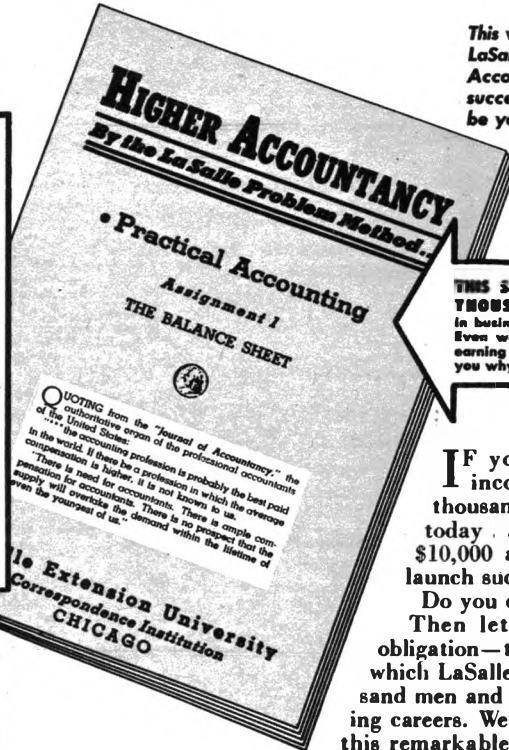 This
LaSal
Acco
succe
be yo
HIGHER ACCOUNTANCY
By the LaSalle Problem Method..
• Practical Accounting
Assignment 1
THE BALANCE SHEET
QUOTING from the "Journal of Accountancy," the
authoritative organ of the professional accountants
of the United States:
"***the accounting profession is probably the best paid
in the world. If there be a profession in which the average
compensation is higher, it is not known to us.
"There is need for accountants. There is ample com-
pensation for accountants. There is no prospect that the
supply will overtake the demand within the lifetime of
even the youngest of us."
lle Extension University
Correspondence Institution
CHICAGO
THIS S
THOUS
in busin
Even w
earning
you why
IF yo
inco
thousan
today
$10,000 a
launch suc
Do you
Then let
obligation—t
which LaSalle
sand men and
ing careers. We
this remarkable